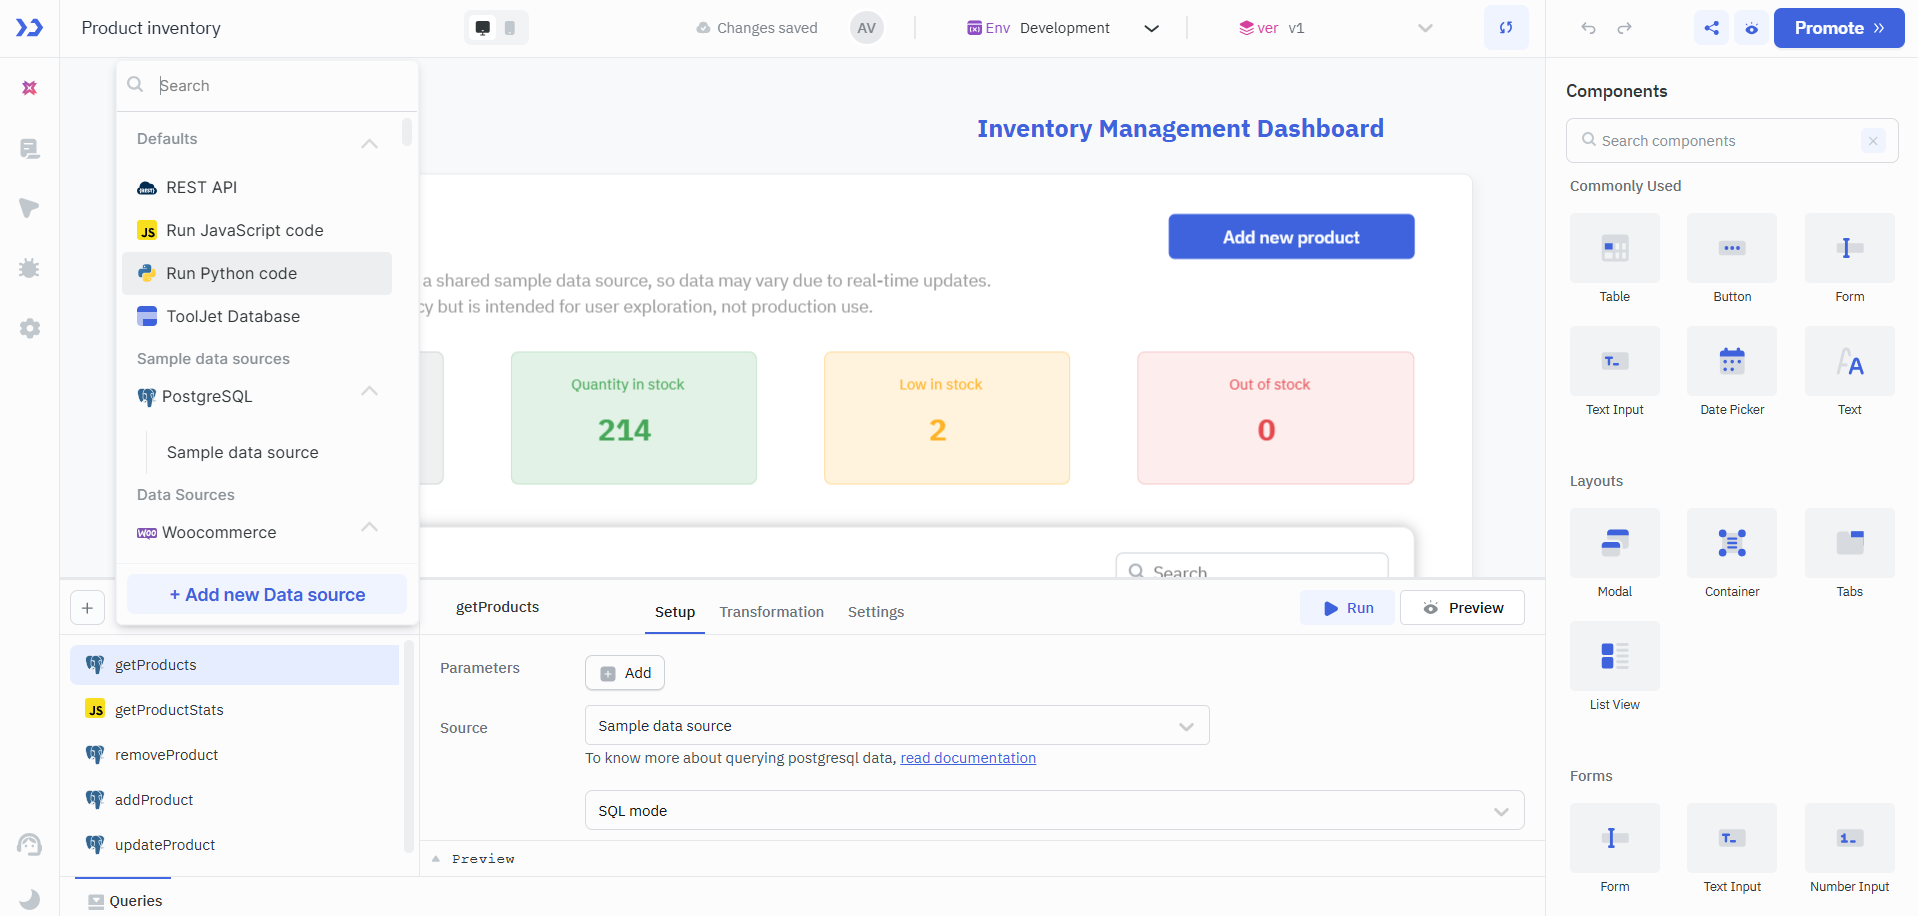 Product inventory
Changes saved
AV
Env Development
ver v1
Promote
Search
Defaults
REST API
JS Run JavaScript code
Run Python code
ToolJet Database
Sample data sources
PostgreSQL
Sample data source
Data Sources
Woo Woocommerce
+ Add new Data source
Inventory Management Dashboard
Add new product
a shared sample data source, so data may vary due to real-time updates.
cy but is intended for user exploration, not production use.
Quantity in stock
214
Low in stock
2
Out of stock
0
Search
getProducts
JS getProductStats
removeProduct
addProduct
updateProduct
Queries
getProducts
Setup Transformation Settings
Run
Preview
Parameters
Add
Source
Sample data source
To know more about querying postgresql data, read documentation
SQL mode
Preview
Components
Search components
Commonly Used
Table Button Form
Text Input Date Picker Text
Layouts
Modal Container Tabs
List View
Forms
Form Text Input Number Input